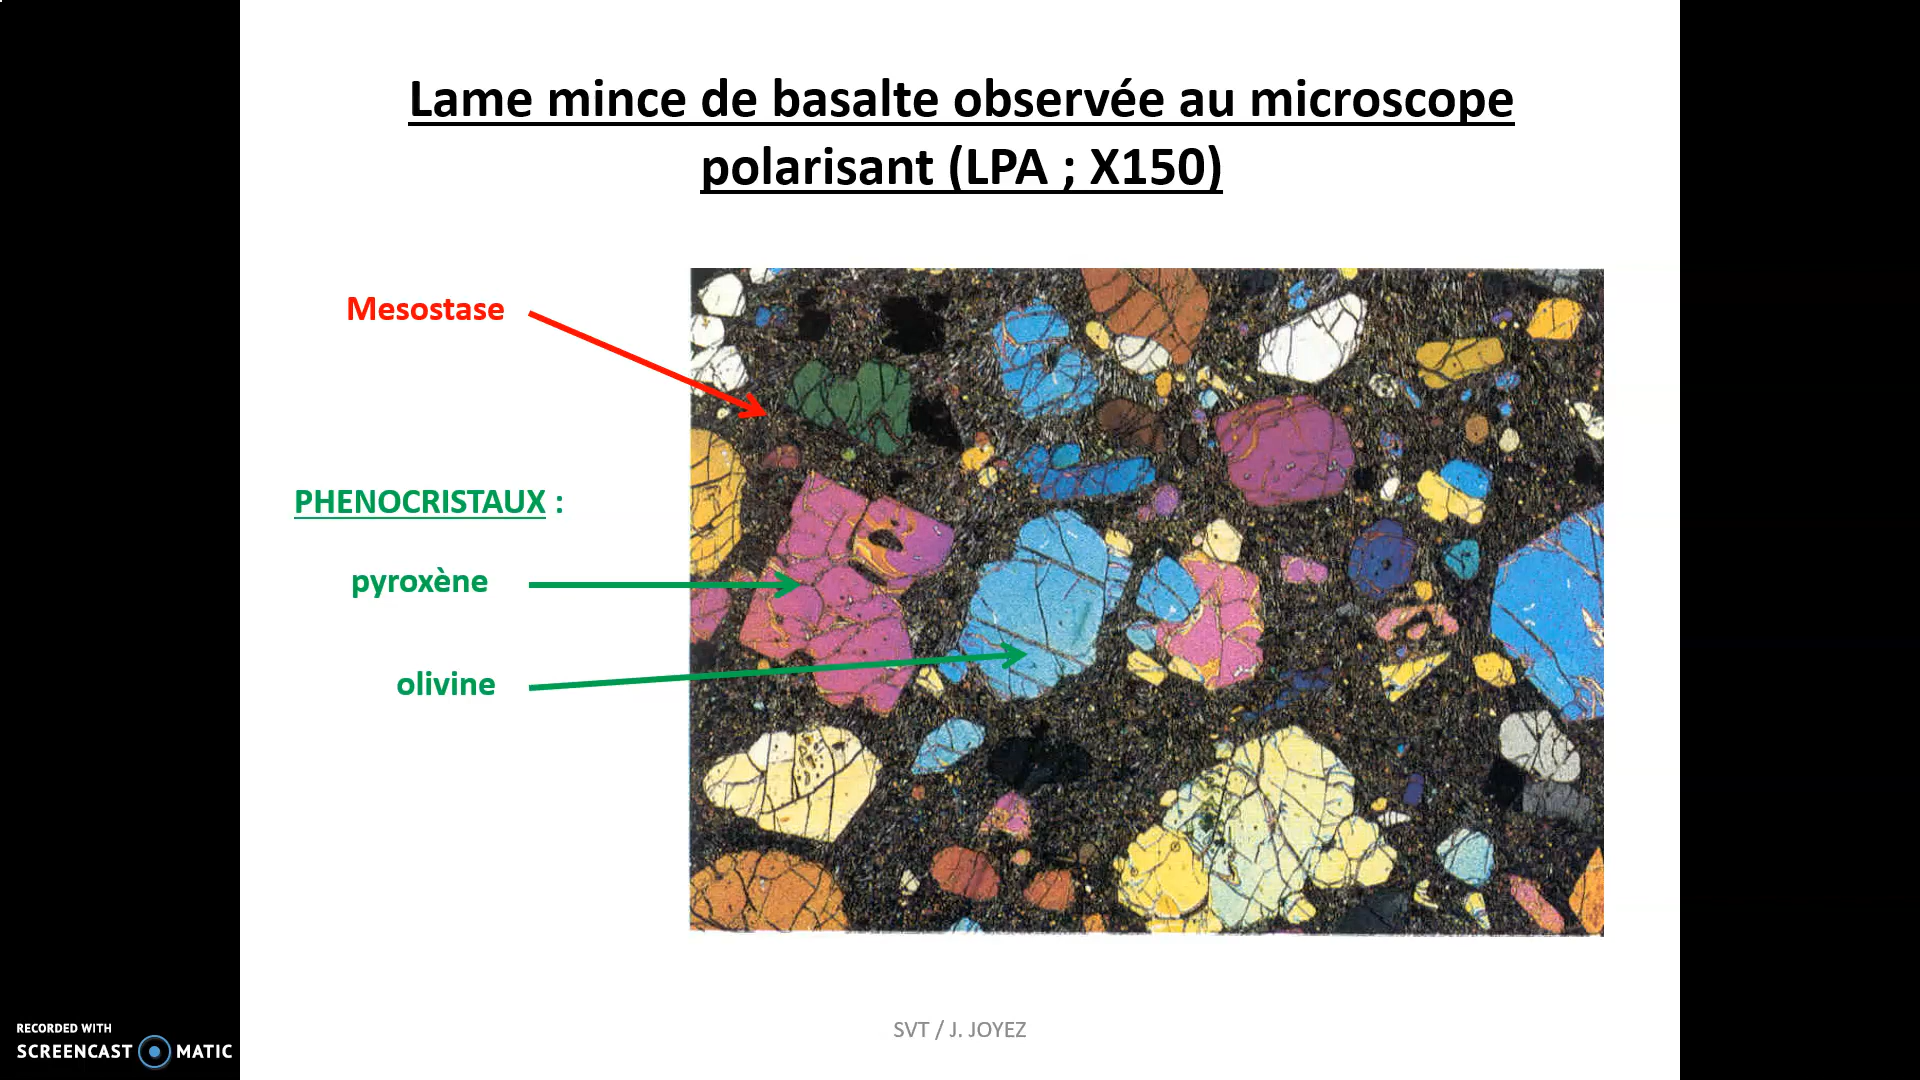 Lame mince de basalte observée au microscope
polarisant (LPA ; X150)
Mesostase
PHENOCRISTAUX :
pyroxène
olivine
SVT / J. JOYEZ
RECORDED WITH
SCREENCAST MATIC